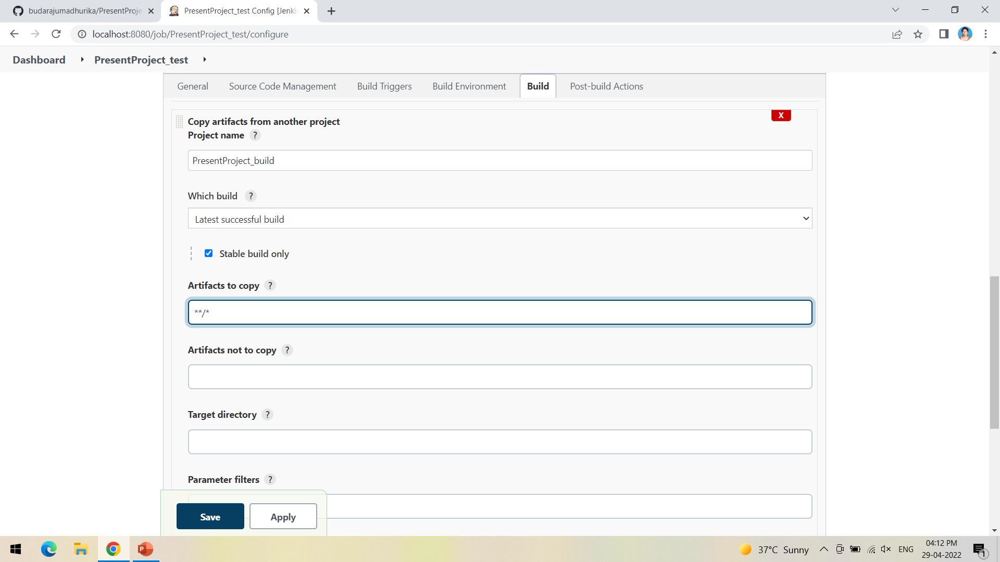 budarajumadhurika/PresentProje
PresentProject_test Config [Jenki
localhost:8080/job/PresentProject_test/configure
Dashboard
PresentProject_test
General
Source Code Management
Build Triggers
Build Environment
Build
Post-build Actions
X
Copy artifacts from another project
Project name ?
PresentProject_build
Which build ?
Latest successful build
Stable build only
Artifacts to copy ?
**/*
Artifacts not to copy ?
Target directory ?
Parameter filters ?
Save
Apply
P
37°C Sunny
ENG
04:12 PM
29-04-2022
1